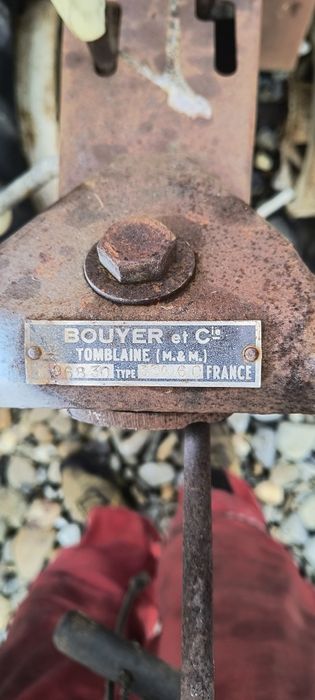 BOUYER et Cie
TOMBLAINE (M.&M.)
TYPE FRANCE